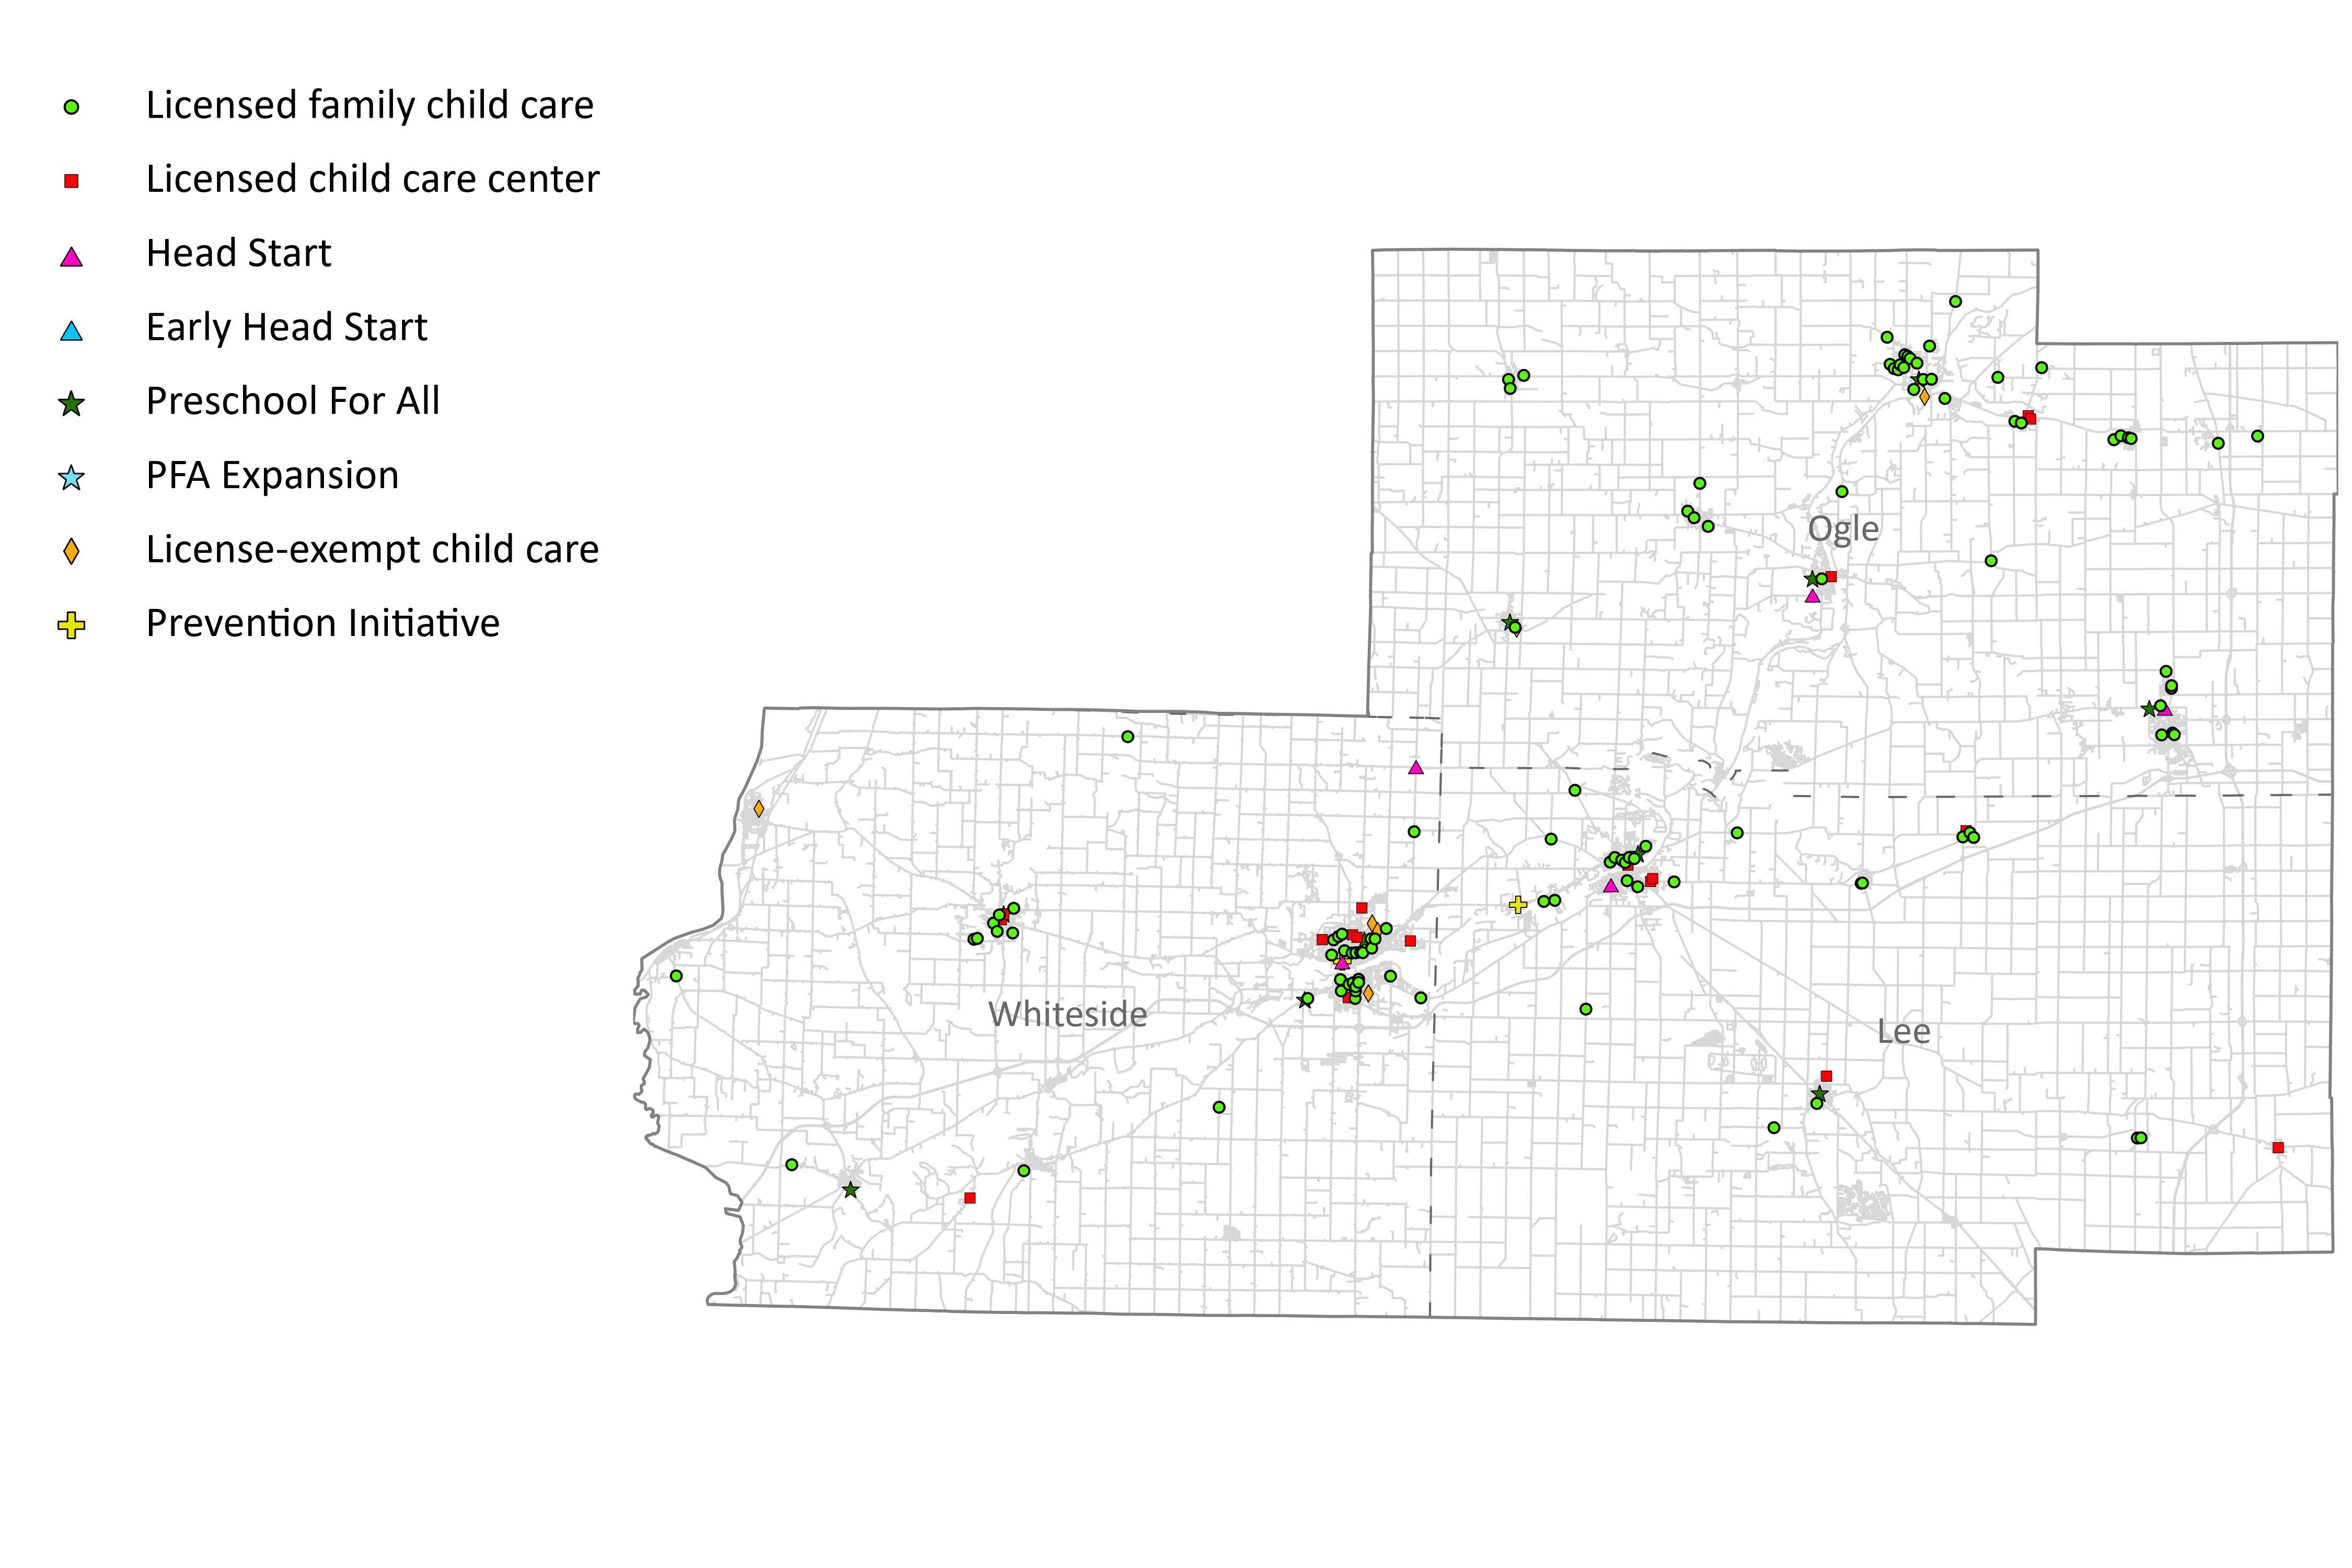 Licensed family child care
Licensed child care center
Head Start
Early Head Start
Preschool For All
PFA Expansion
License-exempt child care
Prevention Initiative
Ogle
Whiteside
Lee